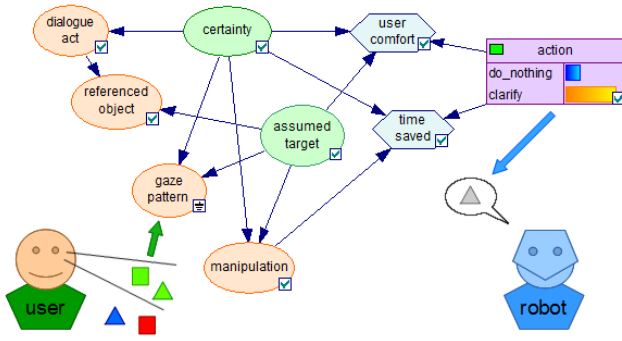 dialogue
act
certainty
user
comfort
action
do_nothing
clarify
referenced
object
assumed
target
time
saved
gaze
pattern
manipulation
user
robot